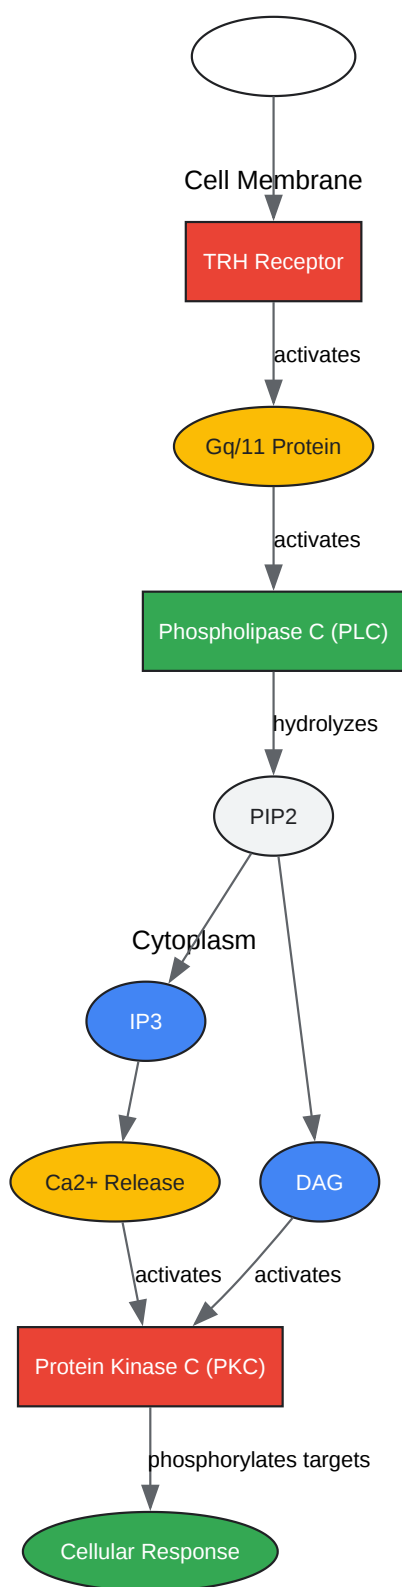 Cell Membrane
TRH Receptor
activates
Gq/11 Protein
activates
Phospholipase C (PLC)
hydrolyzes
PIP2
Cytoplasm
IP3
Ca2+ Release
DAG
activates
activates
Protein Kinase C (PKC)
phosphorylates targets
Cellular Response